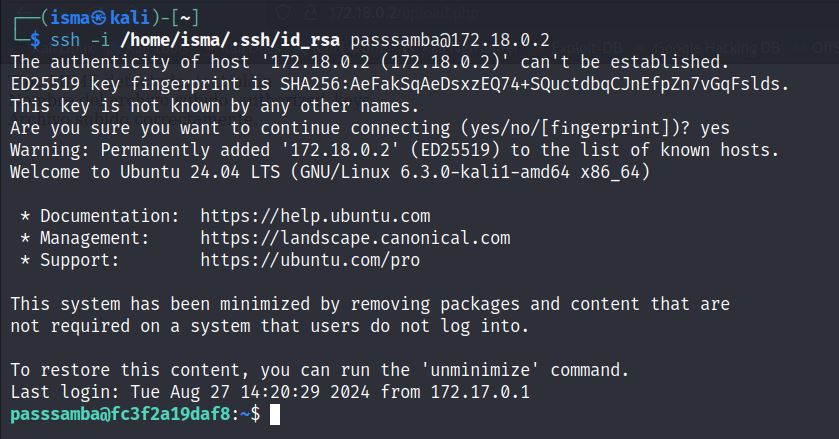 172.18.0.2/upload.php
┌──(isma㉿kali)-[~]
└─$ ssh -i /home/isma/.ssh/id_rsa passsamba@172.18.0.2
The authenticity of host '172.18.0.2 (172.18.0.2)' can't be established.
ED25519 key fingerprint is SHA256:AeFakSqAeDsxzEQ74+SQuctdbqCJnEfpZn7vGqFslds.
This key is not known by any other names.
Are you sure you want to continue connecting (yes/no/[fingerprint])? yes
Warning: Permanently added '172.18.0.2' (ED25519) to the list of known hosts.
Welcome to Ubuntu 24.04 LTS (GNU/Linux 6.3.0-kali1-amd64 x86_64)

 * Documentation:  https://help.ubuntu.com
 * Management:     https://landscape.canonical.com
 * Support:        https://ubuntu.com/pro

This system has been minimized by removing packages and content that are
not required on a system that users do not log into.

To restore this content, you can run the 'unminimize' command.
Last login: Tue Aug 27 14:20:29 2024 from 172.17.0.1
passsamba@fc3f2a19daf8:~$